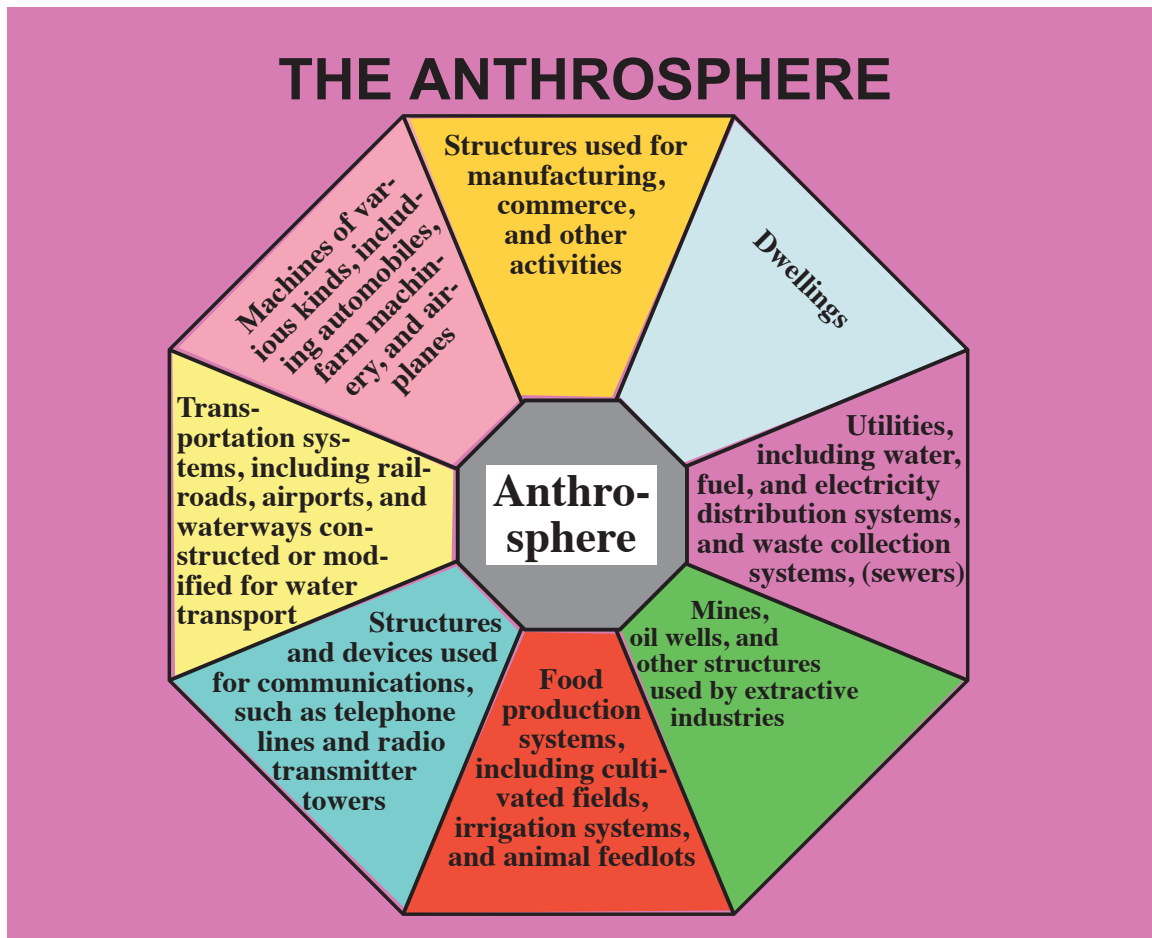 THE ANTHROSPHERE
Structures used for
manufacturing,
commerce,
and other
activities
Dwellings
Utilities,
including water,
fuel, and electricity
distribution systems,
and waste collection
systems, (sewers)
Mines,
oil wells, and
other structures
used by extractive
industries
Food
production
systems,
including culti-
vated fields,
irrigation systems,
and animal feedlots
Structures
and devices used
for communications,
such as telephone
lines and radio
transmitter
towers
Trans-
portation sys-
tems, including rail-
roads, airports, and
waterways con-
structed or mod-
ified for water
transport
Machines of var-
ious kinds, includ-
ing automobiles,
farm machin-
ery, and air-
planes
Anthro-
sphere